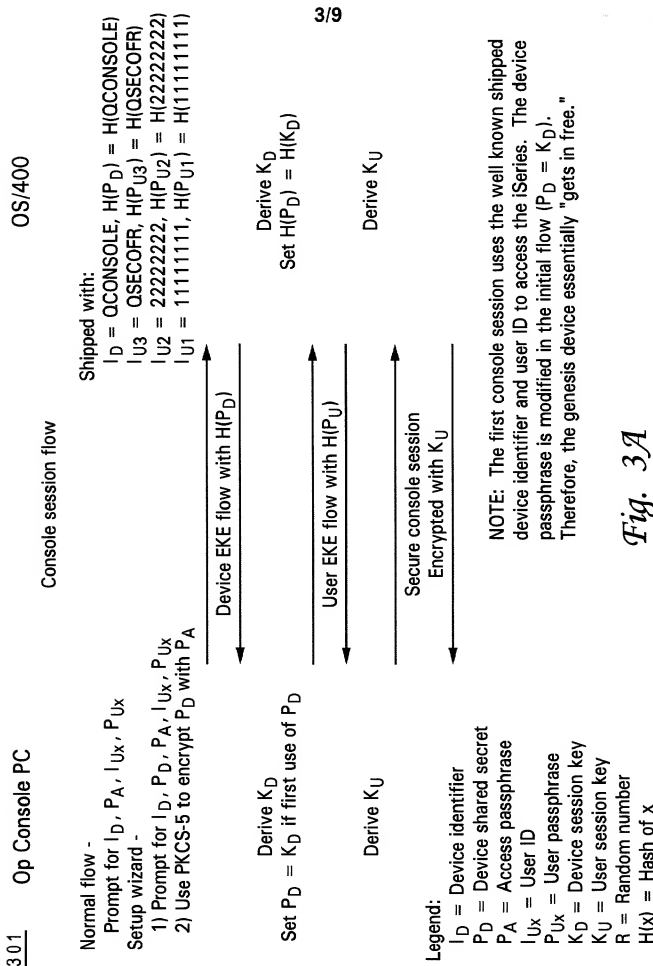 3/9
301
Op Console PC
Console session flow
OS/400
Normal flow -
Prompt for I_D, P_A, I_Ux, P_Ux
Setup wizard -
1) Prompt for I_D, P_D, P_A, I_Ux, P_Ux
2) Use PKCS-5 to encrypt P_D with P_A
Shipped with:
I_D = QCONSOLE, H(P_D) = H(QCONSOLE)
I_U3 = QSECOFR, H(P_U3) = H(QSECOFR)
I_U2 = 22222222, H(P_U2) = H(22222222)
I_U1 = 11111111, H(P_U1) = H(11111111)
Device EKE flow with H(P_D)
Derive K_D
Set P_D = K_D if first use of P_D
Derive K_D
Set H(P_D) = H(K_D)
User EKE flow with H(P_U)
Derive K_U
Derive K_U
Secure console session
Encrypted with K_U
Legend:
I_D = Device identifier
P_D = Device shared secret
P_A = Access passphrase
I_Ux = User ID
P_Ux = User passphrase
K_D = Device session key
K_U = User session key
R = Random number
H(x) = Hash of x
NOTE: The first console session uses the well known shipped
device identifier and user ID to access the iSeries. The device
passphrase is modified in the initial flow (P_D = K_D).
Therefore, the genesis device essentially "gets in free."
Fig. 3A